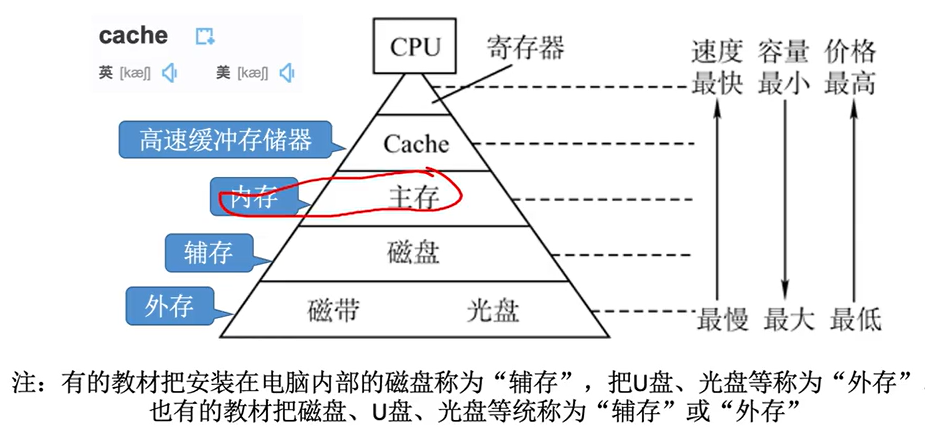 cache
英 [kæʃ] 美 [kæʃ]
CPU
寄存器
速度 容量 价格
最快 最小 最高
高速缓冲存储器
Cache
内存
主存
辅存
磁盘
外存
磁带
光盘
最慢 最大 最低
注：有的教材把安装在电脑内部的磁盘称为“辅存”，把U盘、光盘等称为“外存”.
也有的教材把磁盘、U盘、光盘等统称为“辅存”或“外存”